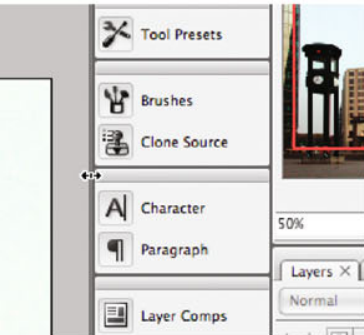 Tool Presets
Brushes
Clone Source
Character
50%
Paragraph
Layers ×
Normal
Layer Comps